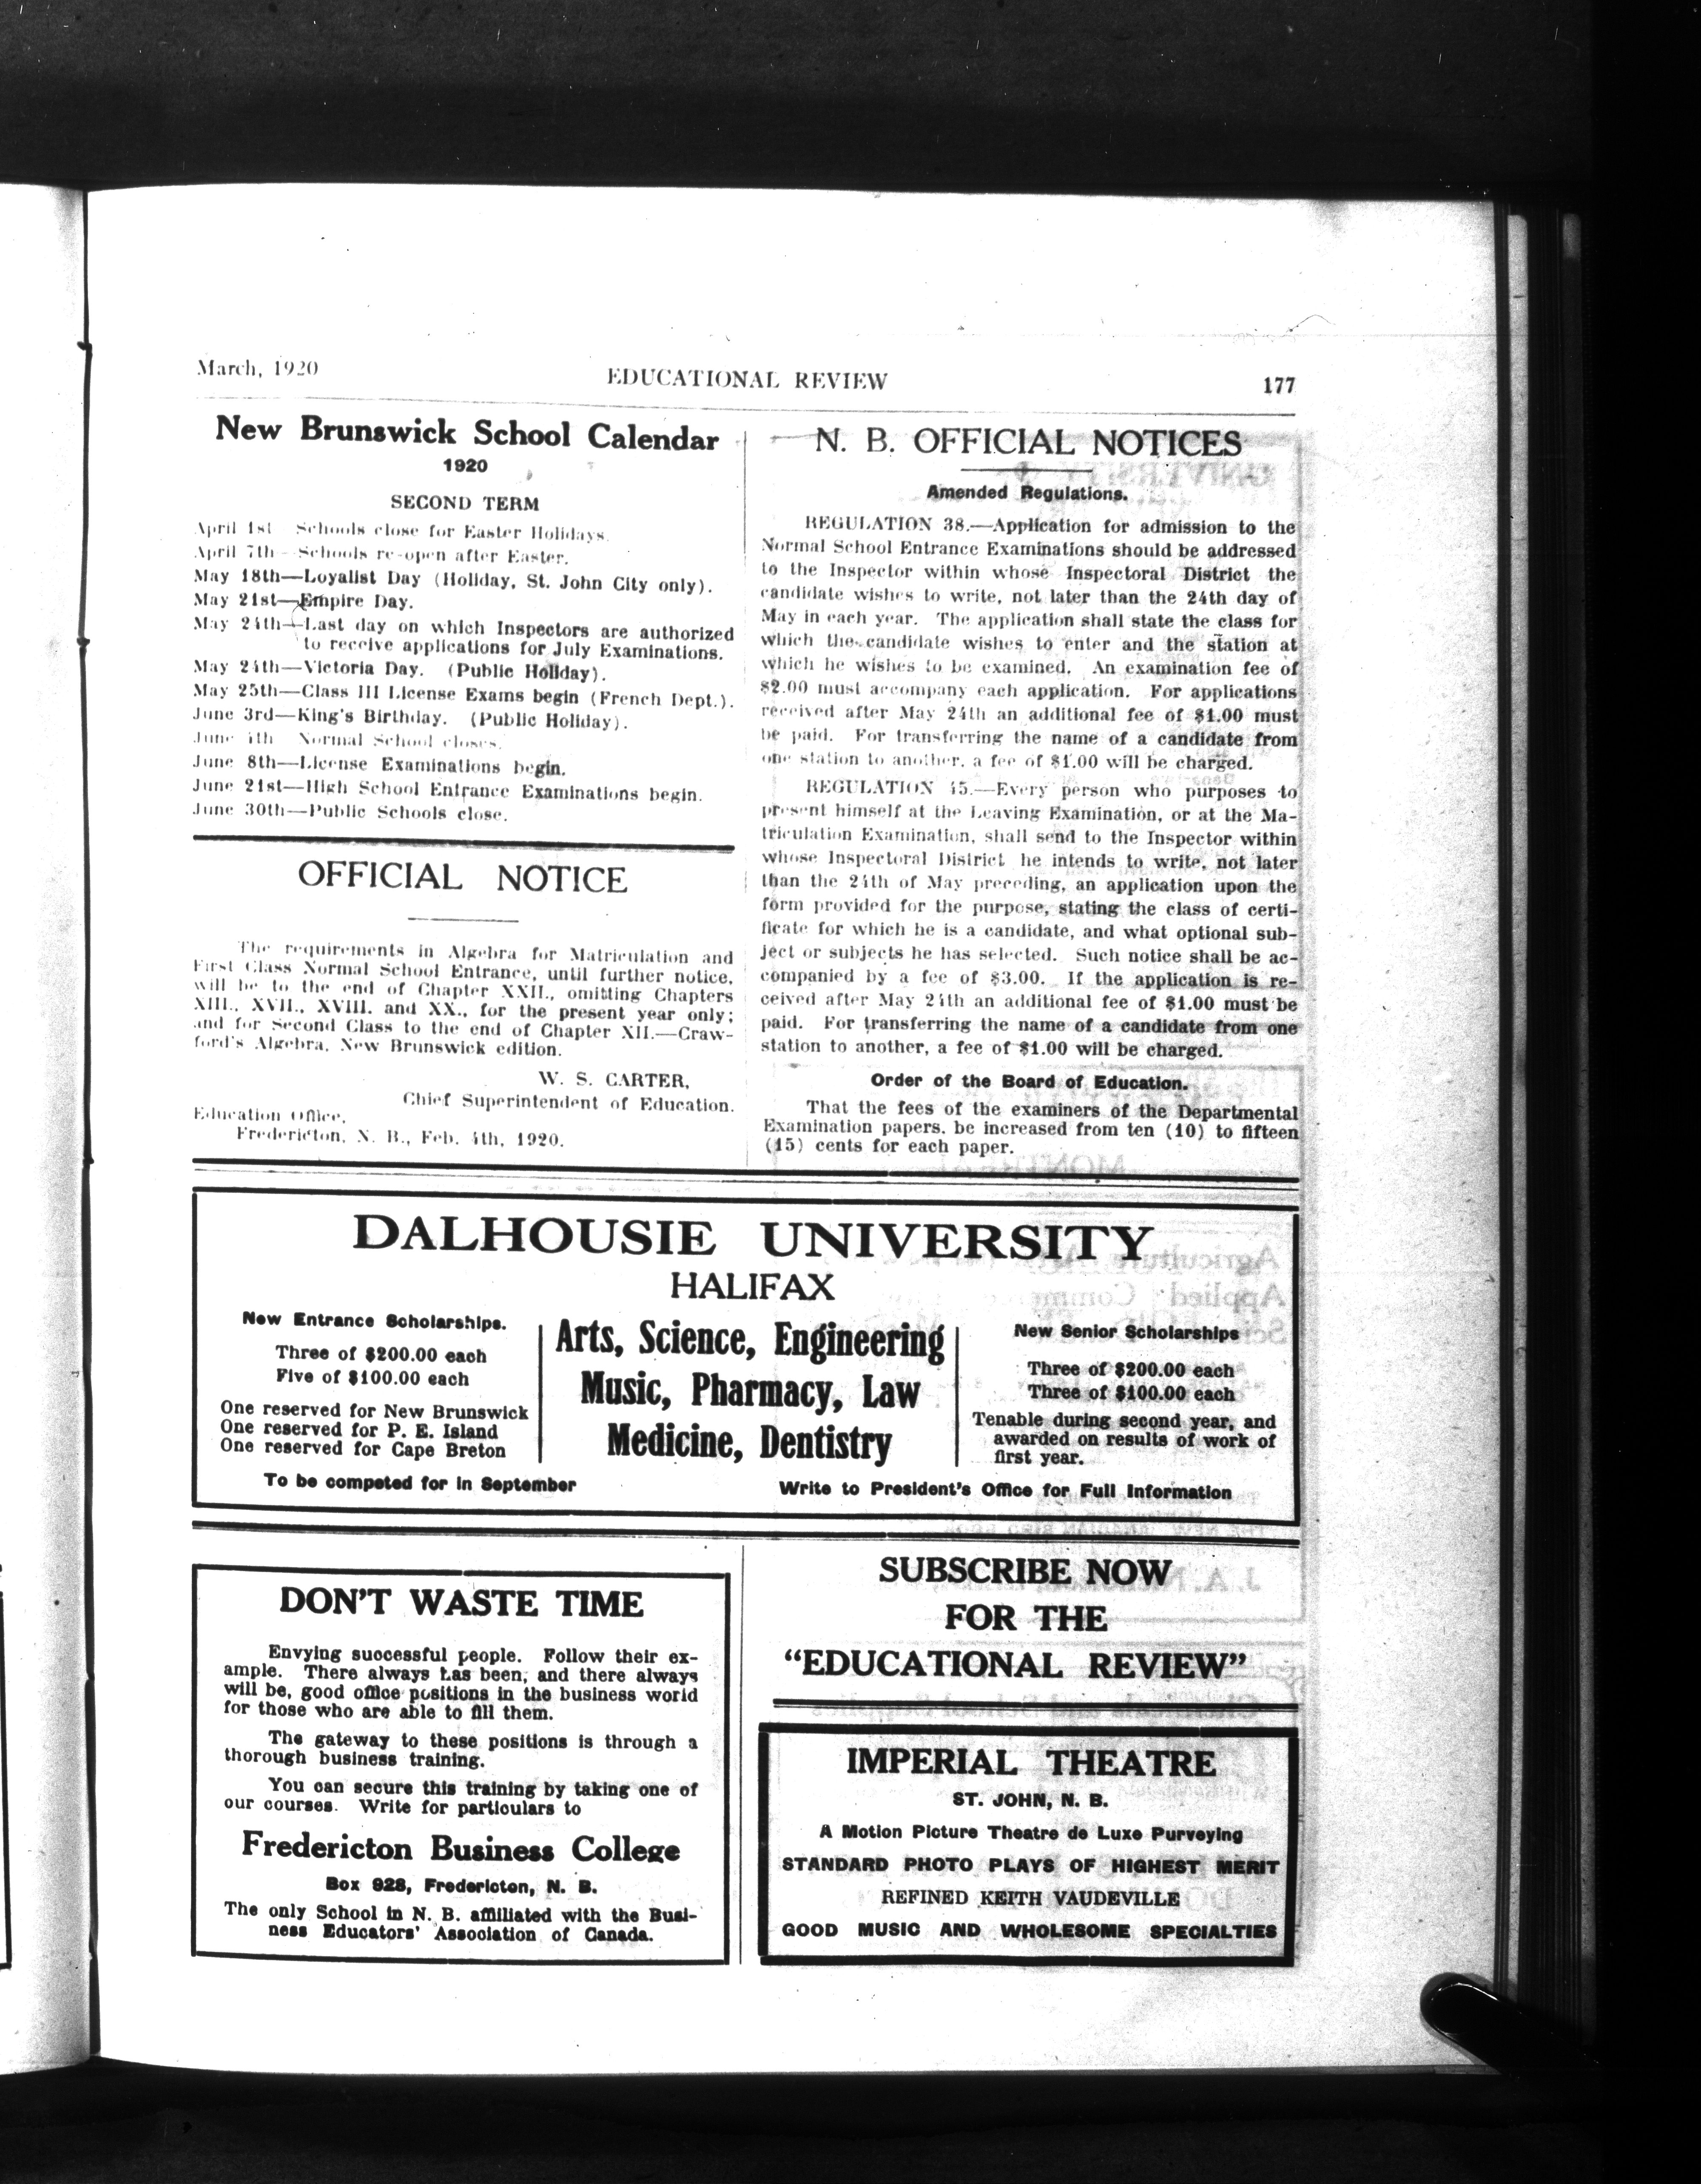 March, 1920
EDUCATIONAL REVIEW
177
New Brunswick School Calendar
1920
SECOND TERM
April 1st Schools close for Easter Holidays.
April 7th—Schools re-open after Easter.
May 18th—Loyalist Day (Holiday, St. John City only).
May 21st—Empire Day.
May 24th—Last day on which Inspectors are authorized
to receive applications for July Examinations.
May 24th—Victoria Day. (Public Holiday).
May 25th—Class III License Exams begin (French Dept.).
June 3rd—King's Birthday. (Public Holiday).
June 4th Normal School closes.
June 8th—License Examinations begin.
June 21st—High School Entrance Examinations begin.
June 30th—Public Schools close.
OFFICIAL NOTICE
The requirements in Algebra for Matriculation and
First Class Normal School Entrance, until further notice,
will be to the end of Chapter XXII., omitting Chapters
XIII., XVII., XVIII. and XX., for the present year only;
and for Second Class to the end of Chapter XII.—Craw-
ford's Algebra, New Brunswick edition.
W. S. CARTER,
Chief Superintendent of Education.
Education Office,
Fredericton, N. B., Feb. 4th, 1920.
N. B. OFFICIAL NOTICES
Amended Regulations.
REGULATION 38.—Application for admission to the
Normal School Entrance Examinations should be addressed
to the Inspector within whose Inspectoral District the
candidate wishes to write, not later than the 24th day of
May in each year. The application shall state the class for
which the candidate wishes to enter and the station at
which he wishes to be examined. An examination fee of
$2.00 must accompany each application. For applications
received after May 24th an additional fee of $1.00 must
be paid. For transferring the name of a candidate from
one station to another, a fee of $1.00 will be charged.
REGULATION 45.—Every person who purposes to
present himself at the Leaving Examination, or at the Ma-
triculation Examination, shall send to the Inspector within
whose Inspectoral District he intends to write, not later
than the 24th of May preceding, an application upon the
form provided for the purpose, stating the class of certi-
ficate for which he is a candidate, and what optional sub-
ject or subjects he has selected. Such notice shall be ac-
companied by a fee of $3.00. If the application is re-
ceived after May 24th an additional fee of $1.00 must be
paid. For transferring the name of a candidate from one
station to another, a fee of $1.00 will be charged.
Order of the Board of Education.
That the fees of the examiners of the Departmental
Examination papers. be increased from ten (10) to fifteen
(15) cents for each paper.
DALHOUSIE UNIVERSITY
HALIFAX
New Entrance Scholarships.
Three of $200.00 each
Five of $100.00 each
One reserved for New Brunswick
One reserved for P. E. Island
One reserved for Cape Breton
To be competed for in September
Arts, Science, Engineering
Music, Pharmacy, Law
Medicine, Dentistry
New Senior Scholarships
Three of $200.00 each
Three of $100.00 each
Tenable during second year, and
awarded on results of work of
first year.
Write to President's Office for Full Information
DON'T WASTE TIME
Envying successful people. Follow their ex-
ample. There always has been, and there always
will be, good office positions in the business world
for those who are able to fill them.
The gateway to these positions is through a
thorough business training.
You can secure this training by taking one of
our courses. Write for particulars to
Fredericton Business College
Box 928, Fredericton, N. B.
The only School in N. B. affiliated with the Busi-
ness Educators' Association of Canada.
SUBSCRIBE NOW
FOR THE
"EDUCATIONAL REVIEW"
IMPERIAL THEATRE
ST. JOHN, N. B.
A Motion Picture Theatre de Luxe Purveying
STANDARD PHOTO PLAYS OF HIGHEST MERIT
REFINED KEITH VAUDEVILLE
GOOD MUSIC AND WHOLESOME SPECIALTIES